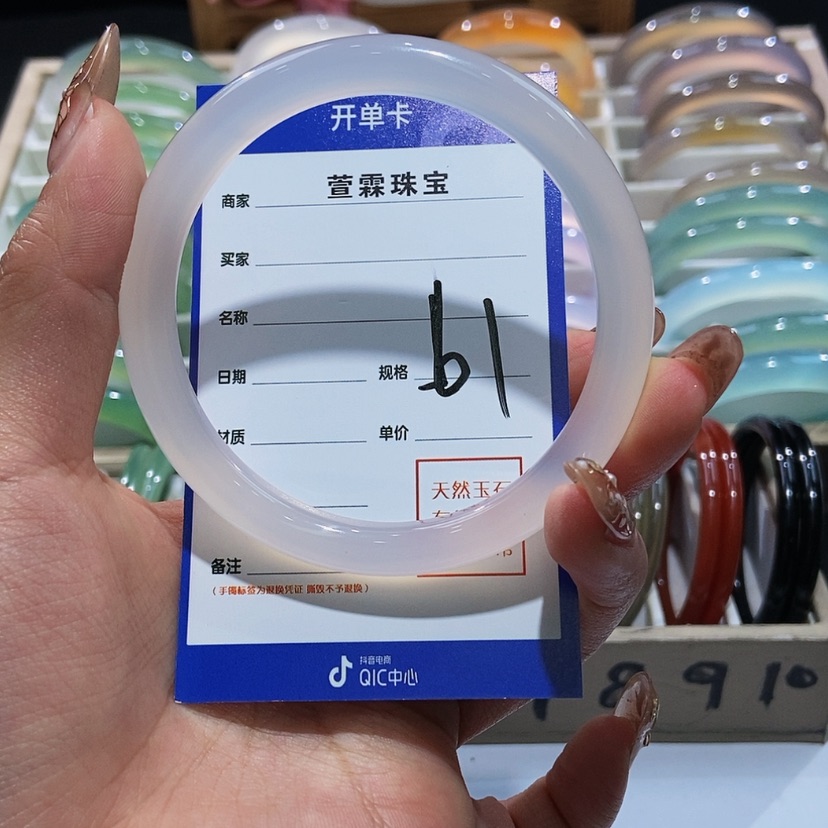 开单卡
商家 萱霖珠宝
买家
名称
日期 规格 61
材质 单价
天然玉石
备注
(手镯标签为退换凭证 撕毁不予退换)
抖音电商
QIC中心
8 9 10